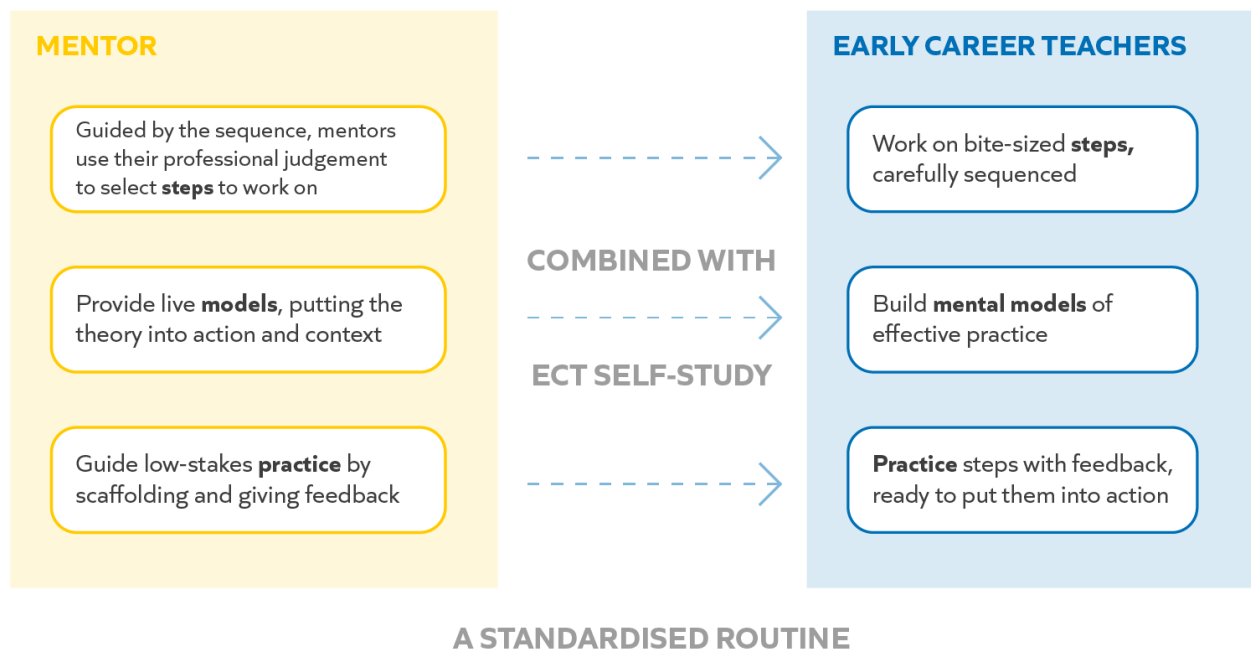 MENTOR
Guided by the sequence, mentors
use their professional judgement
to select steps to work on
Provide live models, putting the
theory into action and context
Guide low-stakes practice by
scaffolding and giving feedback
COMBINED WITH
ECT SELF-STUDY
EARLY CAREER TEACHERS
Work on bite-sized steps,
carefully sequenced
Build mental models of
effective practice
Practice steps with feedback,
ready to put them into action
A STANDARDISED ROUTINE